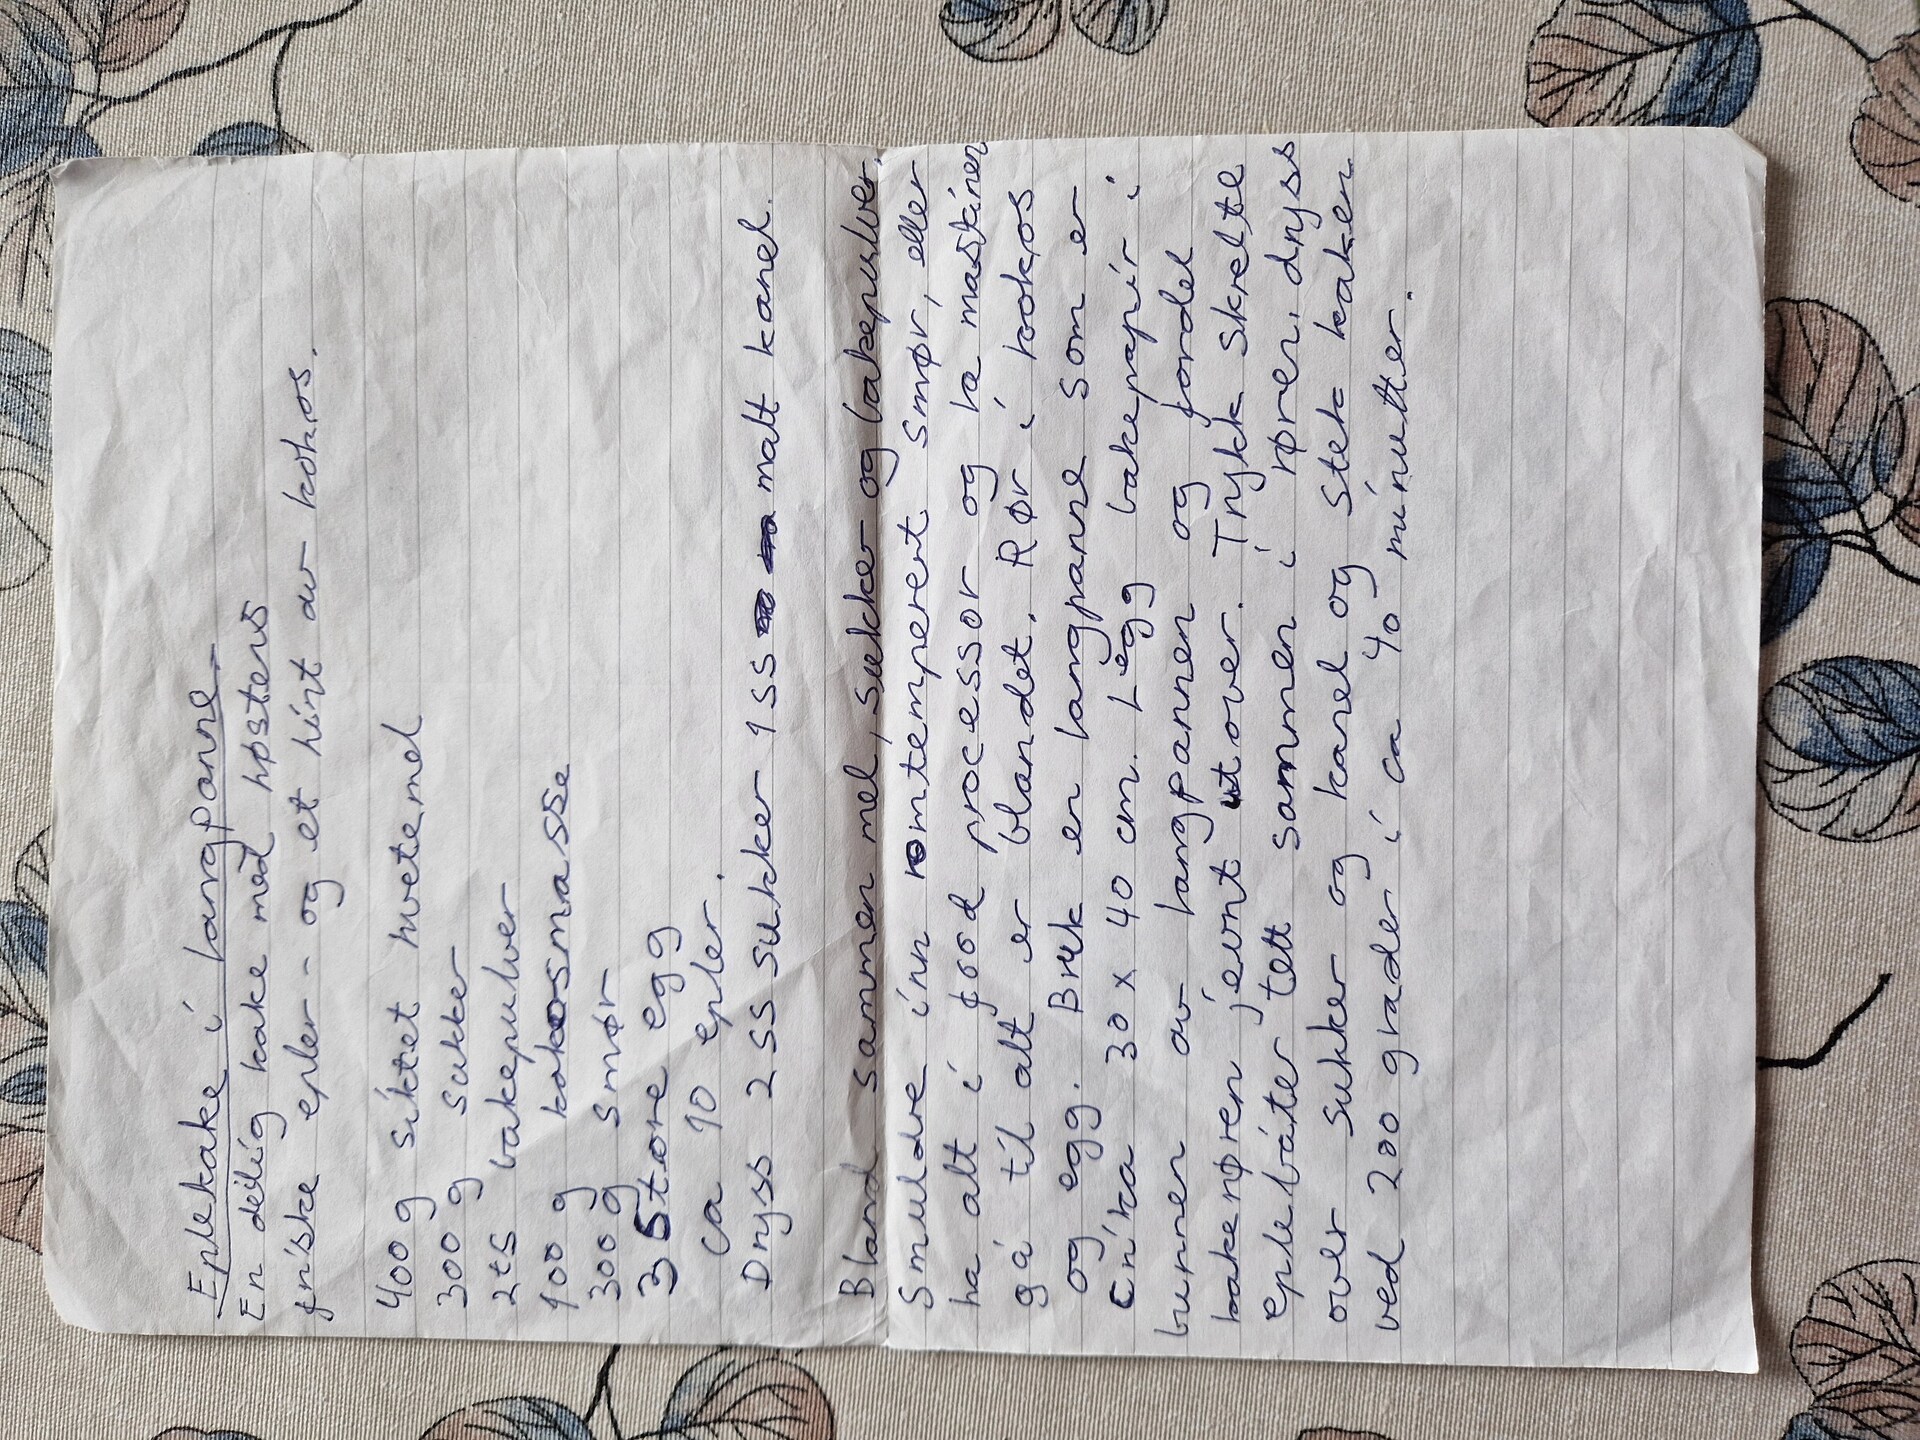 Eplekake i langpanne.
En deilig kake med høstens
friske epler - og et hint av kokos.
400 g siktet hvetemel
300 g sukker
2ts bakepulver
100 g kokosmasse
300 g smør
3 Store egg
ca 10 epler.
Dryss 2 ss sukker 1 ss malt kanel.
Bland sammen mel, sukker og bakepulver.
Smuldre inn romtemperert smør, eller
ha alt i food processor og la maskinen
gå til alt er blandet. Rør i kokos
og egg. Bruk en langpanne som er
Cirka 30 x 40 cm. Legg bakepapir i
bunnen av langpannen og fordel
bakerøren jevnt utover. Trykk skrelte
eplebåter tett sammen i røren. dryss
over sukker og kanel og stek kaken
ved 200 grader i ca 40 minutter.